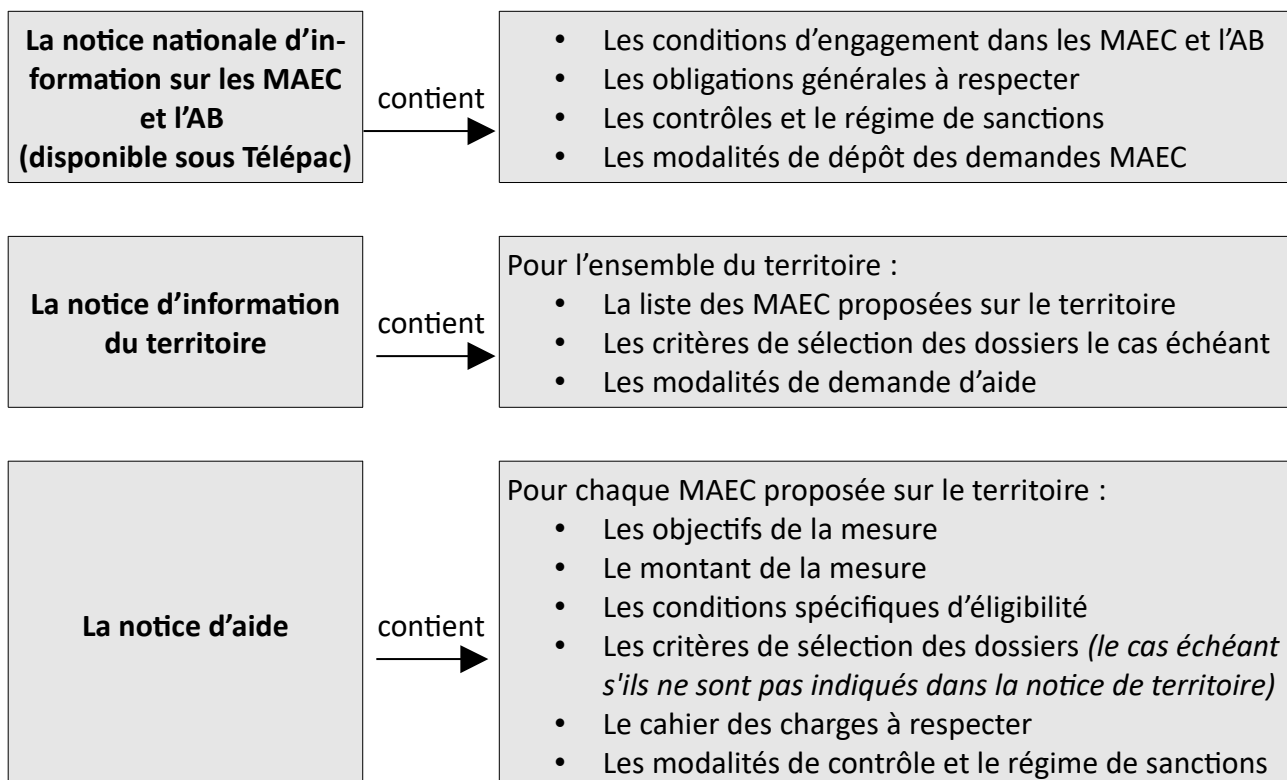 La notice nationale d’in-
formation sur les MAEC
et l’AB
(disponible sous Télépac)
contient
• Les conditions d’engagement dans les MAEC et l’AB
• Les obligations générales à respecter
• Les contrôles et le régime de sanctions
• Les modalités de dépôt des demandes MAEC
La notice d’information
du territoire
contient
Pour l’ensemble du territoire :
• La liste des MAEC proposées sur le territoire
• Les critères de sélection des dossiers le cas échéant
• Les modalités de demande d’aide
La notice d’aide
contient
Pour chaque MAEC proposée sur le territoire :
• Les objectifs de la mesure
• Le montant de la mesure
• Les conditions spécifiques d’éligibilité
• Les critères de sélection des dossiers (le cas échéant
s'ils ne sont pas indiqués dans la notice de territoire)
• Le cahier des charges à respecter
• Les modalités de contrôle et le régime de sanctions